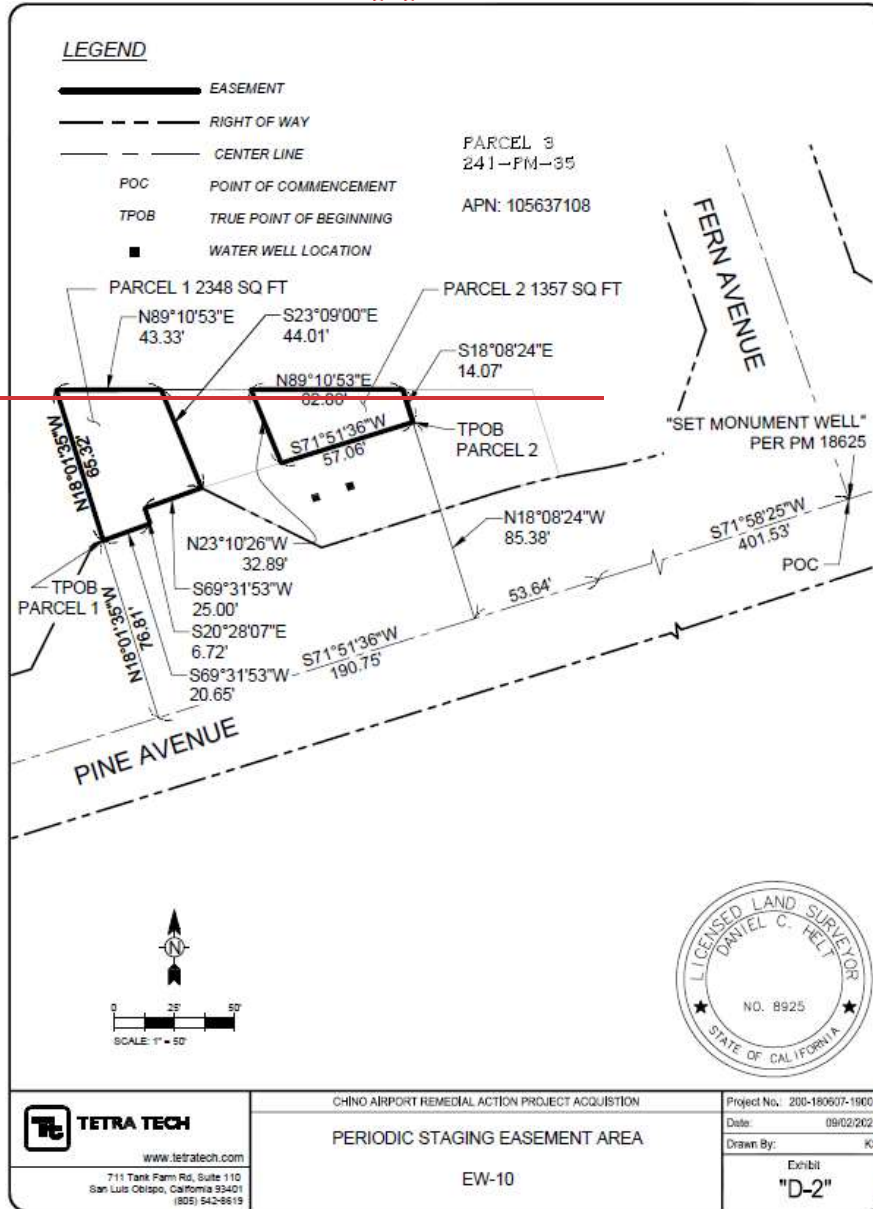 LEGEND
EASEMENT
RIGHT OF WAY
CENTER LINE
POC POINT OF COMMENCEMENT
TPOB TRUE POINT OF BEGINNING
WATER WELL LOCATION
PARCEL 3
241-PM-35
APN: 105637108
FERN AVENUE
PARCEL 1 2348 SQ FT
PARCEL 2 1357 SQ FT
N89°10'53"E
43.33'
S23°09'00"E
44.01'
S18°08'24"E
14.07'
N89°10'53"E
S71°51'36"W
57.06'
TPOB
PARCEL 2
"SET MONUMENT WELL"
PER PM 18625
N18°01'35"W
65.32'
N23°10'26"W
32.89'
N18°08'24"W
85.38'
S71°58'25"W
401.53'
POC
TPOB
PARCEL 1
S69°31'53"W
25.00'
53.64'
N18°01'35"W
76.81'
S20°28'07"E
6.72'
S71°51'36"W
190.75'
S69°31'53"W
20.65'
PINE AVENUE
N
0 25' 50'
SCALE: 1" = 50'
LICENSED LAND SURVEYOR
DANIEL C. HELT
NO. 8925
STATE OF CALIFORNIA
TETRA TECH
www.tetratech.com
711 Tank Farm Rd, Suite 110
San Luis Obispo, California 93401
(805) 542-8619
CHINO AIRPORT REMEDIAL ACTION PROJECT ACQUISTION
PERIODIC STAGING EASEMENT AREA
EW-10
Project No.: 200-180607-1900
Date: 09/02/202
Drawn By: K
Exhibit
"D-2"